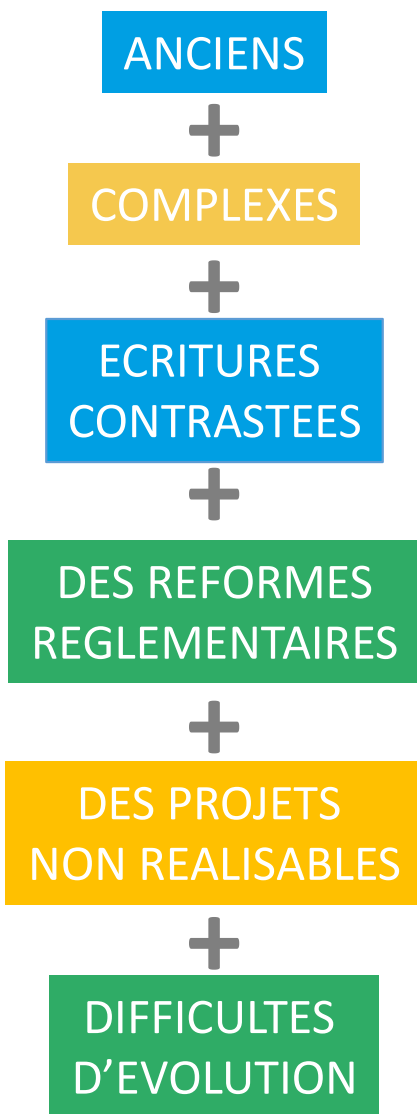 ANCIENS
+
COMPLEXES
+
ECRITURES
CONTRASTEES
+
DES REFORMES
REGLEMENTAIRES
+
DES PROJETS
NON REALISABLES
+
DIFFICULTES
D’EVOLUTION